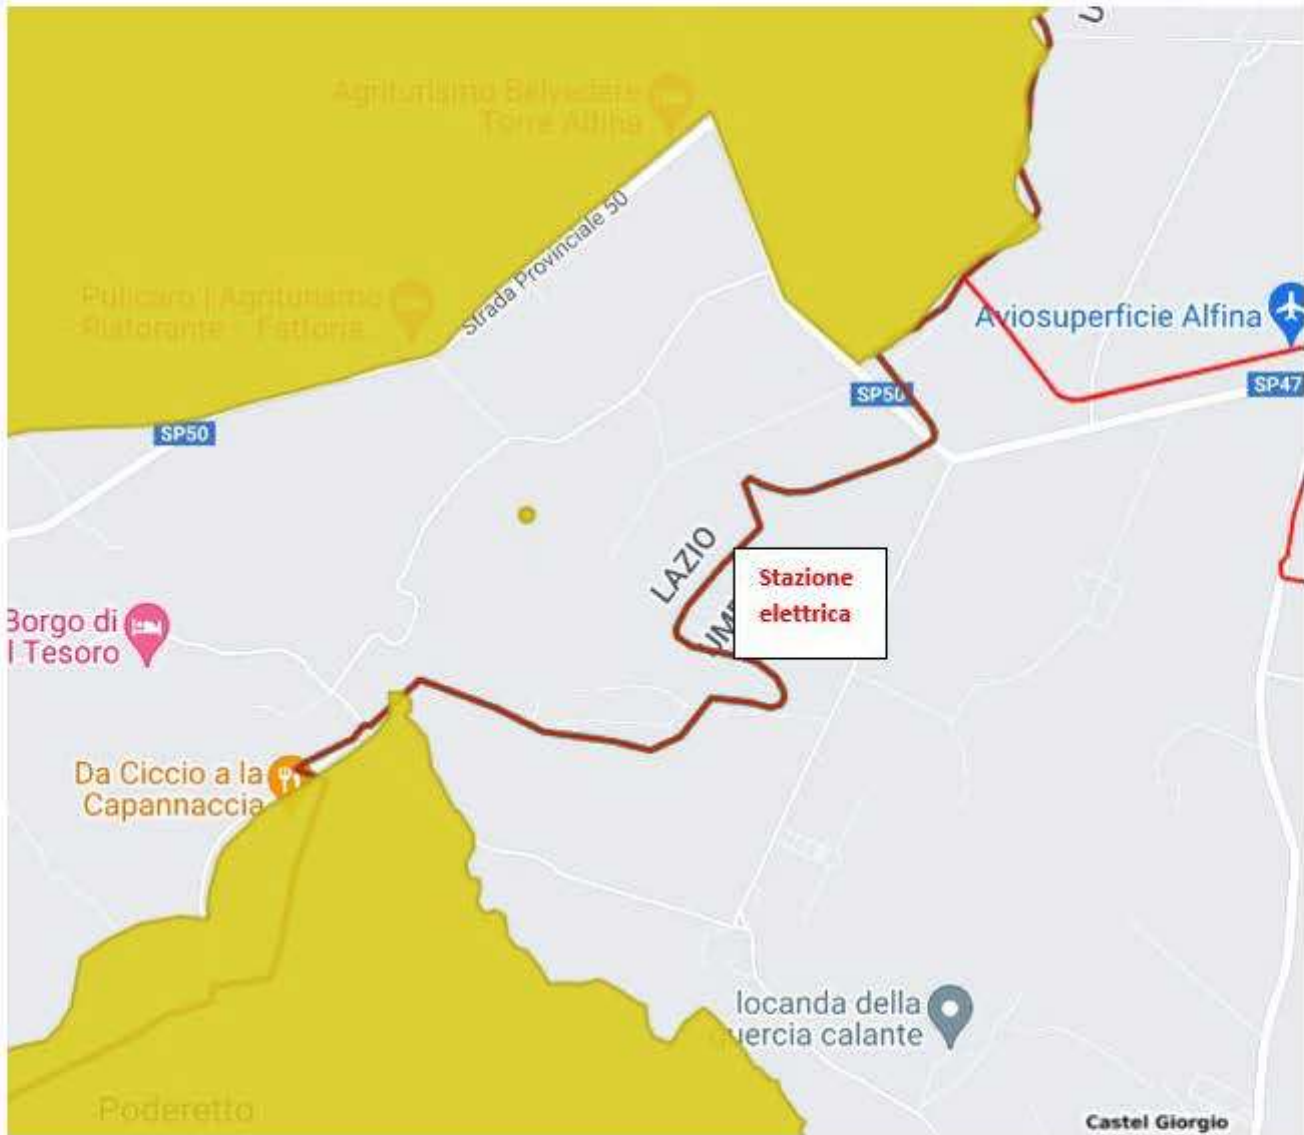 Agriturismo Belvedere
Torre Alfina
Strada Provinciale 50
Pulicaro | Agriturismo
Ristorante - Fattoria
Aviosuperficie Alfina
SP50
SP47
SP50
LAZIO
UMB
Stazione
elettrica
Borgo di
l Tesoro
Da Ciccio a la
Capannaccia
locanda della
uercia calante
Poderetto
Castel Giorgio